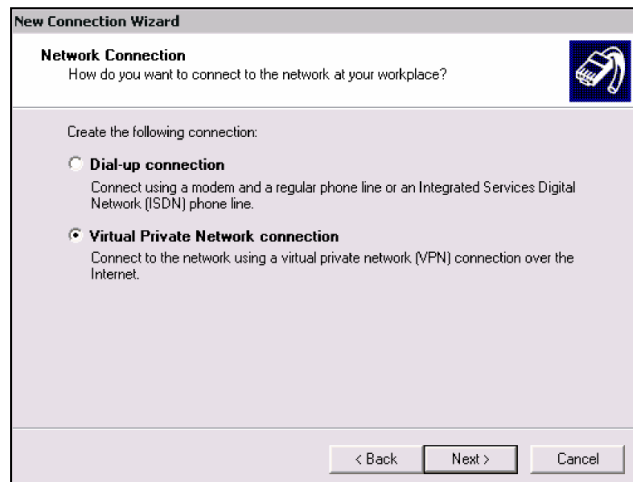 New Connection Wizard
Network Connection
How do you want to connect to the network at your workplace?
Create the following connection:
Dial-up connection
Connect using a modem and a regular phone line or an Integrated Services Digital
Network (ISDN) phone line.
Virtual Private Network connection
Connect to the network using a virtual private network (VPN) connection over the
Internet.
< Back
Next >
Cancel